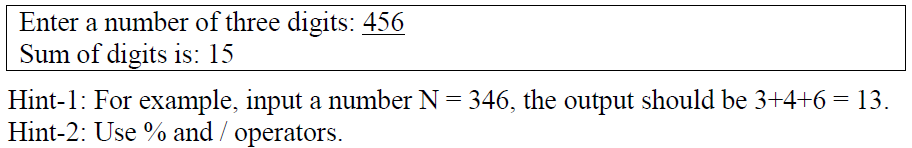 Enter a number of three digits: 456
Sum of digits is: 15
Hint-1: For example, input a number N = 346, the output should be 3+4+6 = 13.
Hint-2: Use % and / operators.